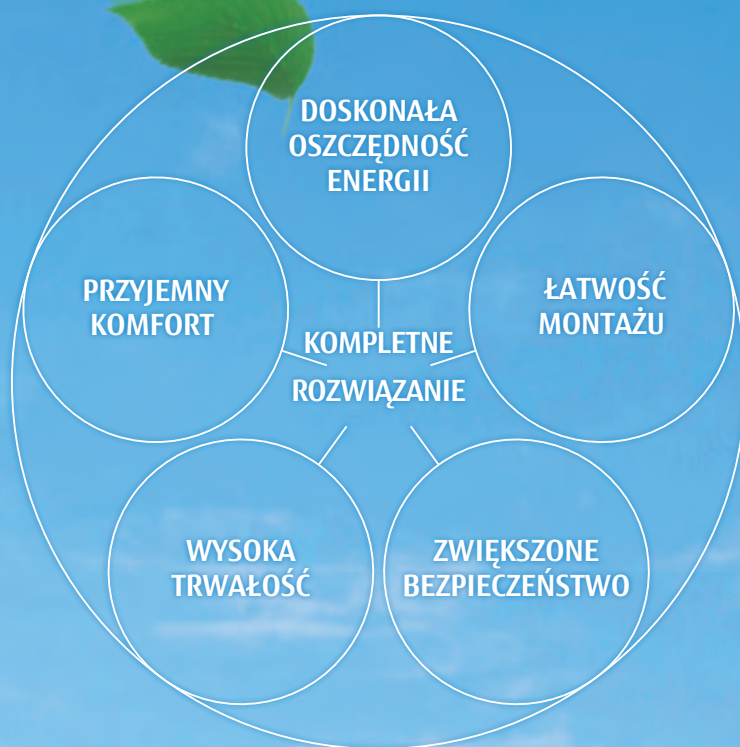 DOSKONAŁA
OSZCZĘDNOŚĆ
ENERGII
PRZYJEMNY
KOMFORT
ŁATWOŚĆ
MONTAŻU
KOMPLETNE
ROZWIĄZANIE
WYSOKA
TRWAŁOŚĆ
ZWIĘKSZONE
BEZPIECZEŃSTWO